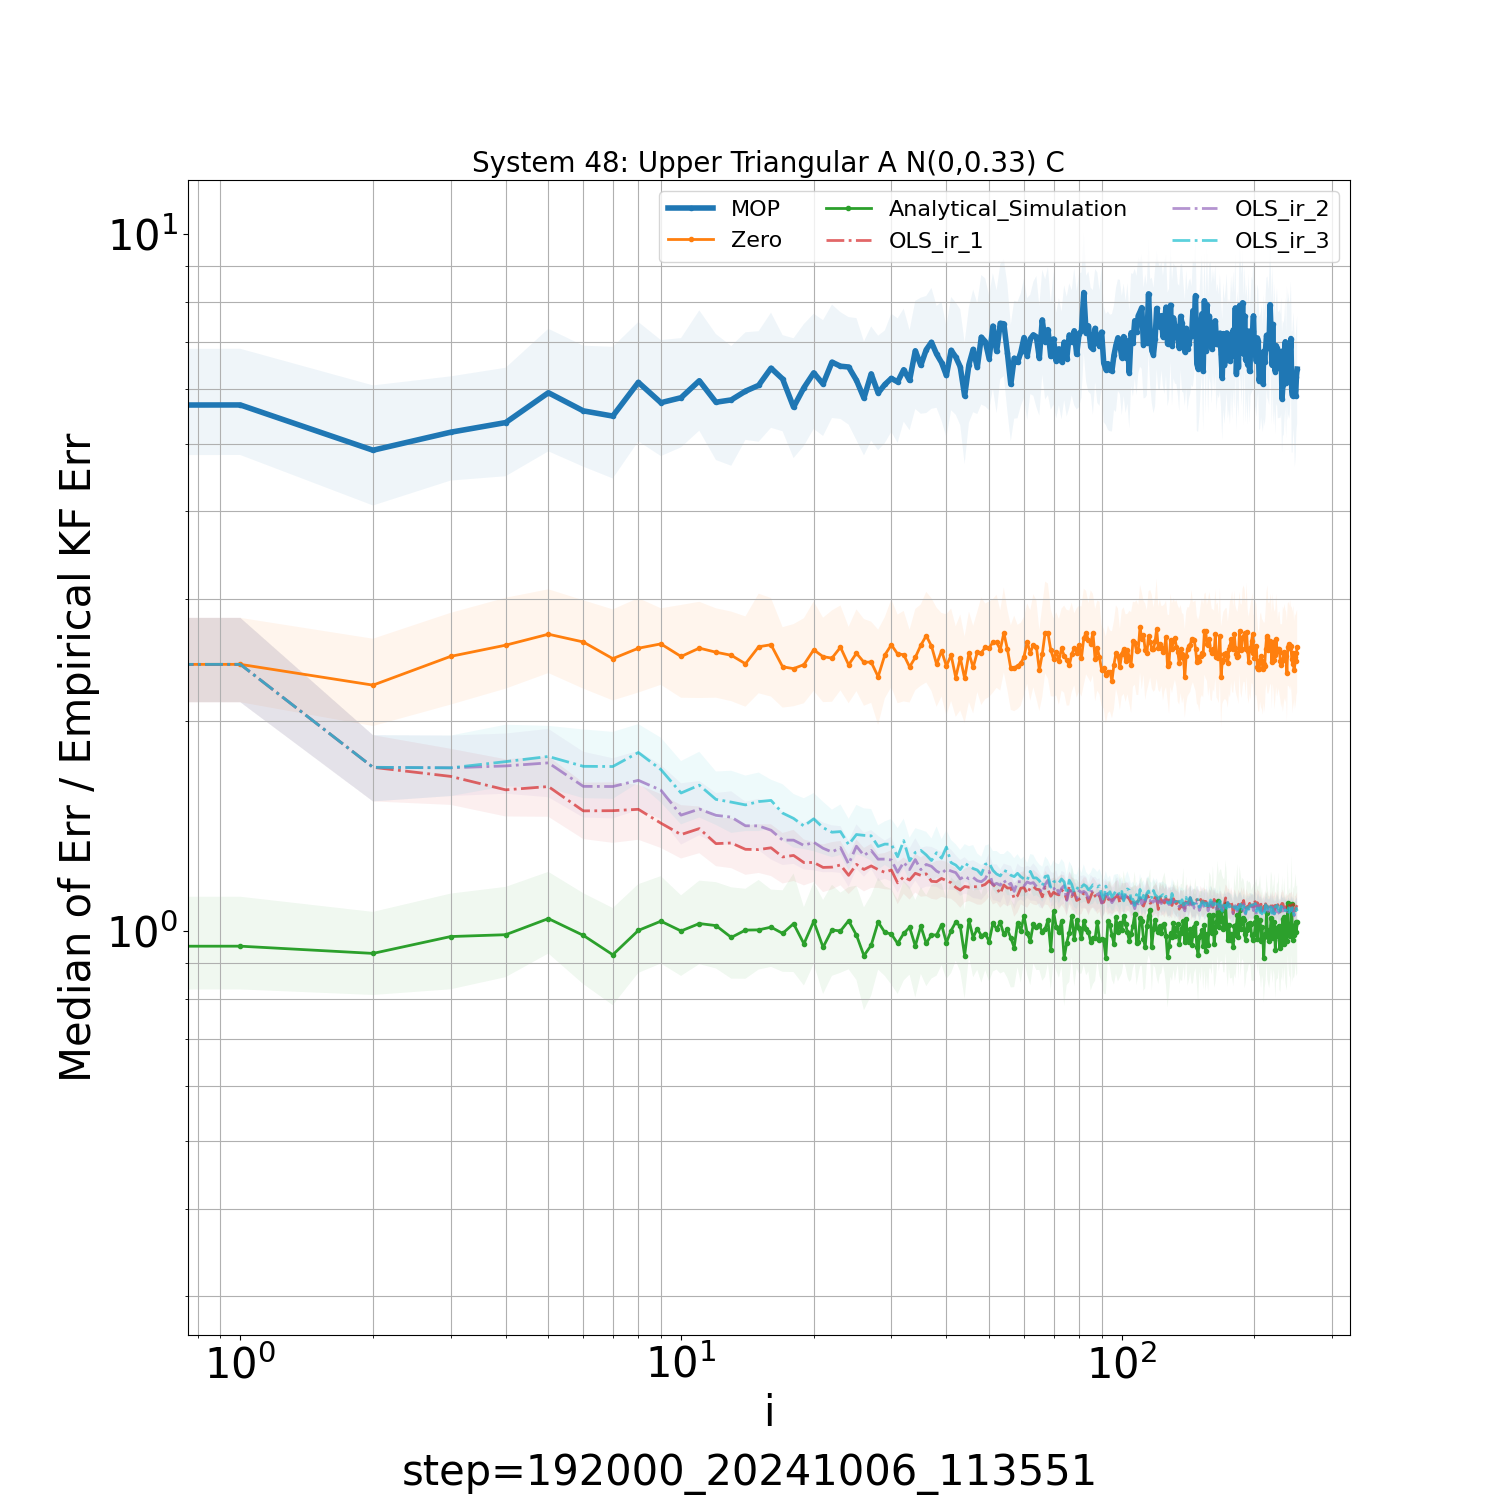 System 48: Upper Triangular A N(0,0.33) C
MOP
Zero
Analytical_Simulation
OLS_ir_1
OLS_ir_2
OLS_ir_3
Median of Err / Empirical KF Err
10¹
10⁰
10⁰
10¹
10²
i
step=192000_20241006_113551